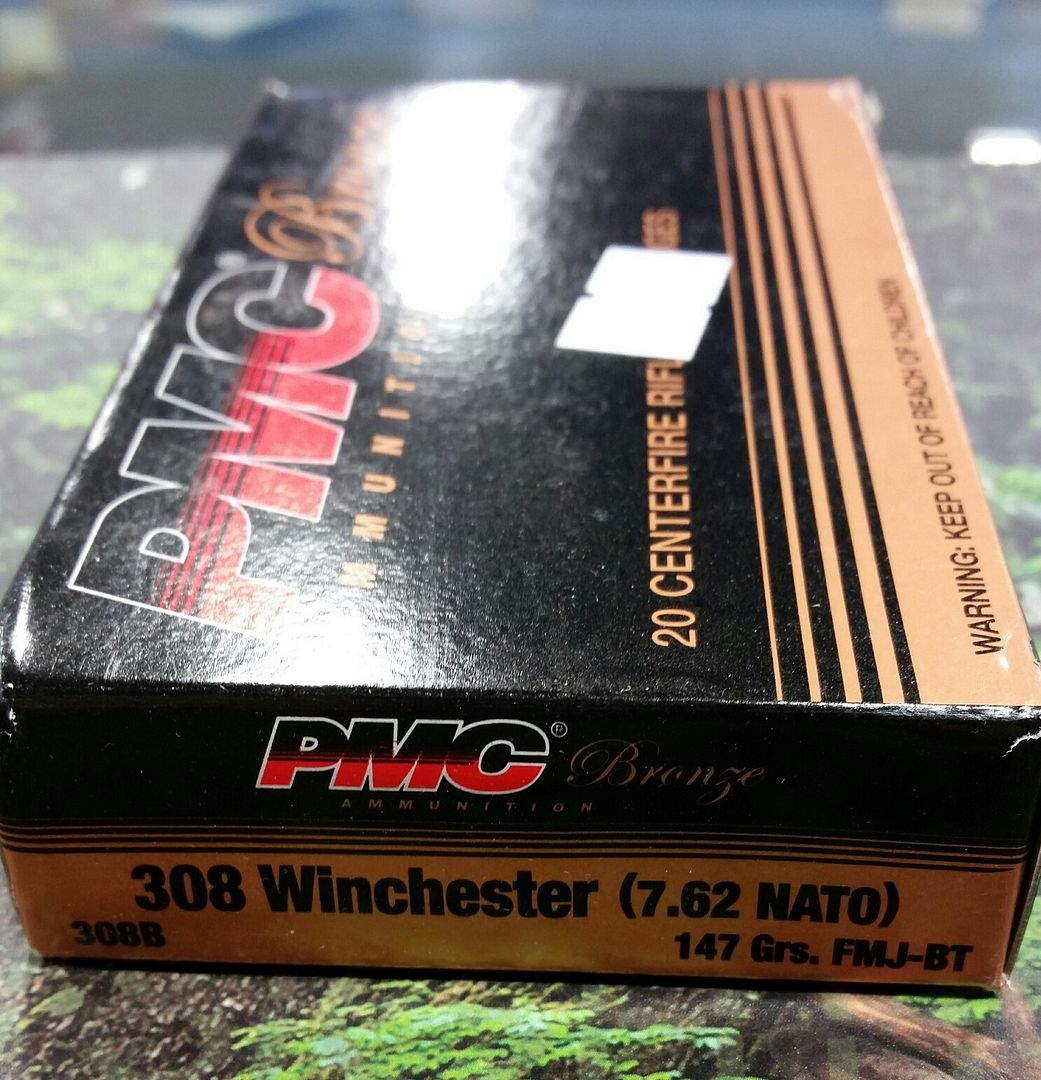 PMC® Bronze
AMMUNITION
20 CENTERFIRE
WARNING: KEEP OUT OF REACH OF CHILDREN
PMC® Bronze
AMMUNITION
308 Winchester (7.62 NATO)
308B
147 Grs. FMJ-BT